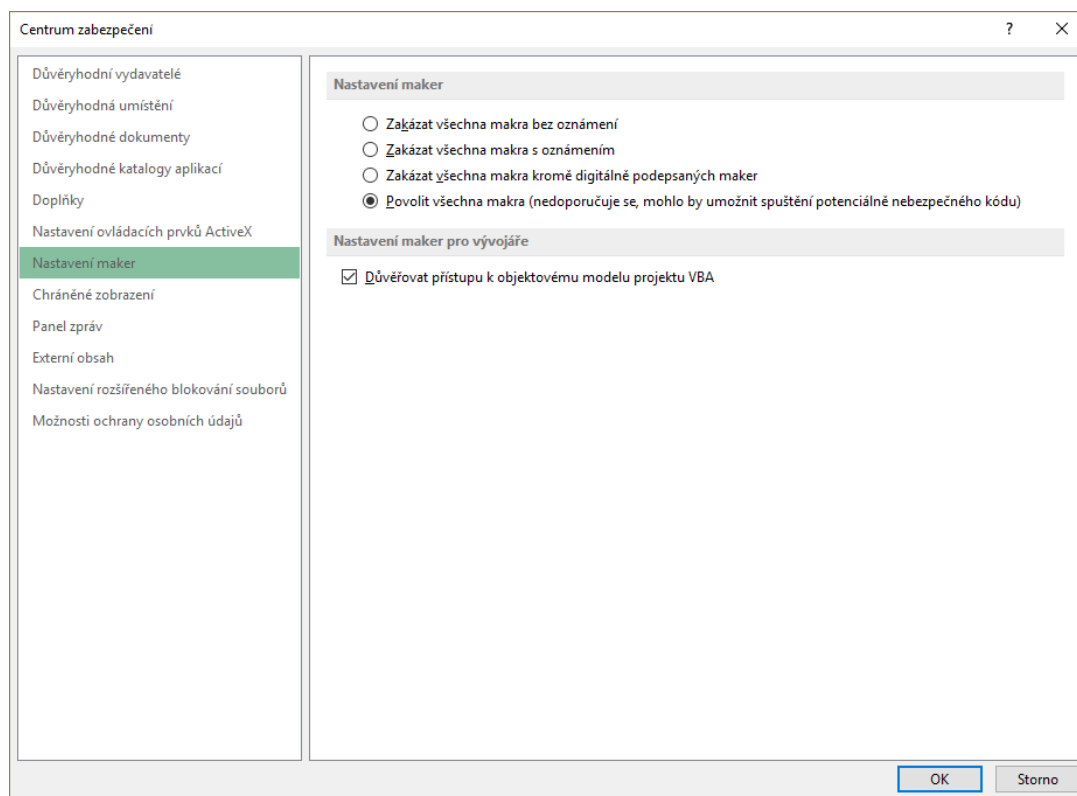 Centrum zabezpečení
?
Důvěryhodní vydavatelé
Důvěryhodná umístění
Důvěryhodné dokumenty
Důvěryhodné katalogy aplikací
Doplňky
Nastavení ovládacích prvků ActiveX
Nastavení maker
Chráněné zobrazení
Panel zpráv
Externí obsah
Nastavení rozšířeného blokování souborů
Možnosti ochrany osobních údajů
Nastavení maker
Zakázat všechna makra bez oznámení
Zakázat všechna makra s oznámením
Zakázat všechna makra kromě digitálně podepsaných maker
Povolit všechna makra (nedoporučuje se, mohlo by umožnit spuštění potenciálně nebezpečného kódu)
Nastavení maker pro vývojáře
Důvěřovat přístupu k objektovému modelu projektu VBA
OK
Storno